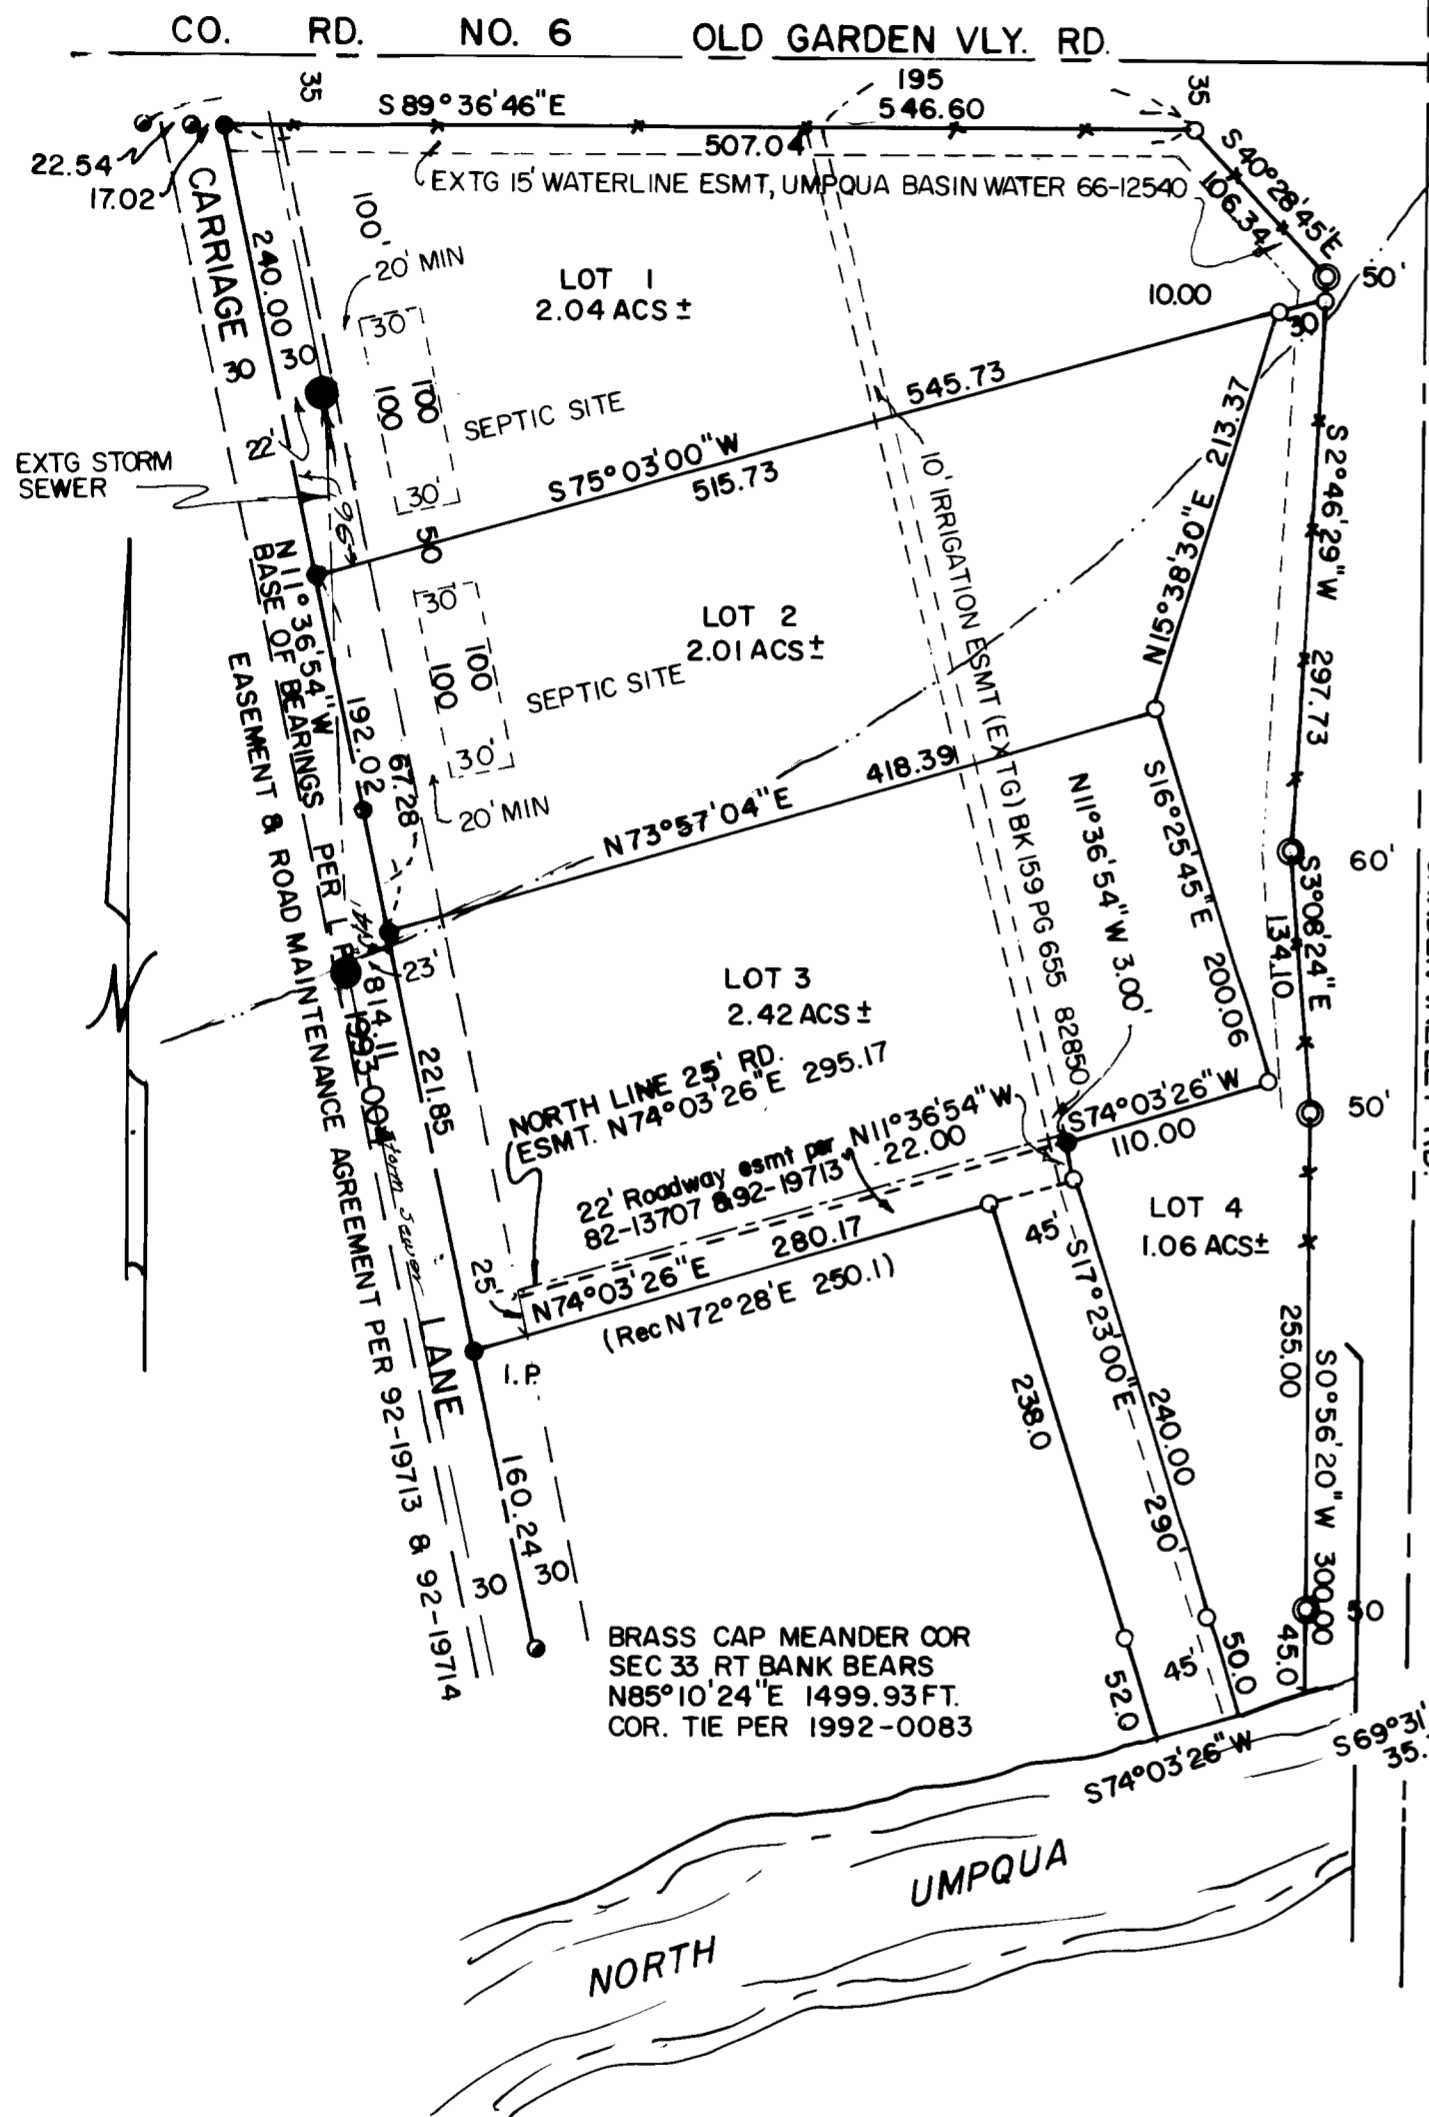 CO. RD. NO. 6 OLD GARDEN VLY. RD.
35
S89°36'46"E
195
546.60
35
507.04
22.54
17.02
EXTG 15' WATERLINE ESMT, UMPQUA BASIN WATER 66-12540
S40°28'45"E
106.34
50'
CARRIAGE
240.00
30
30
100'
20' MIN
30'
100
100
30'
SEPTIC SITE
LOT 1
2.04 ACS ±
10.00
30
22'
EXTG STORM
SEWER
96
545.73
S75°03'00"W
515.73
50
N15°38'30"E 213.37
S2°46'29"W
297.73
10' IRRIGATION ESMT (EXTG) BK 159 PG 655 82850
N11°36'54"W
BASE OF BEARINGS PER
EASEMENT & ROAD MAINTENANCE AGREEMENT PER 92-19713 & 92-19714
30'
100
100
30'
SEPTIC SITE
20' MIN
LOT 2
2.01 ACS ±
192.02
67.28
418.39
N73°57'04"E
60'
S16°25'45"E 200.06
S3°08'24"E
134.10
N11°36'54"W 3.00'
23'
814.11
221.85
Storm Sewer
LANE
LOT 3
2.42 ACS ±
NORTH LINE 25' RD.
ESMT. N74°03'26"E 295.17
22' Roadway esmt per
82-13707 & 92-19713
N11°36'54"W
22.00
S74°03'26"W
110.00
50'
LOT 4
1.06 ACS±
45'
25'
N74°03'26"E
280.17
(Rec N72°28'E 250.1)
I.P.
S17°23'00"E
240.00
290'
238.0
255.00
S0°56'20"W 300.00
160.24
30
30
50
45.0
45'
50.0
52.0
BRASS CAP MEANDER COR
SEC 33 RT BANK BEARS
N85°10'24"E 1499.93 FT.
COR. TIE PER 1992-0083
S74°03'26"W
S69°31'
35.
NORTH UMPQUA